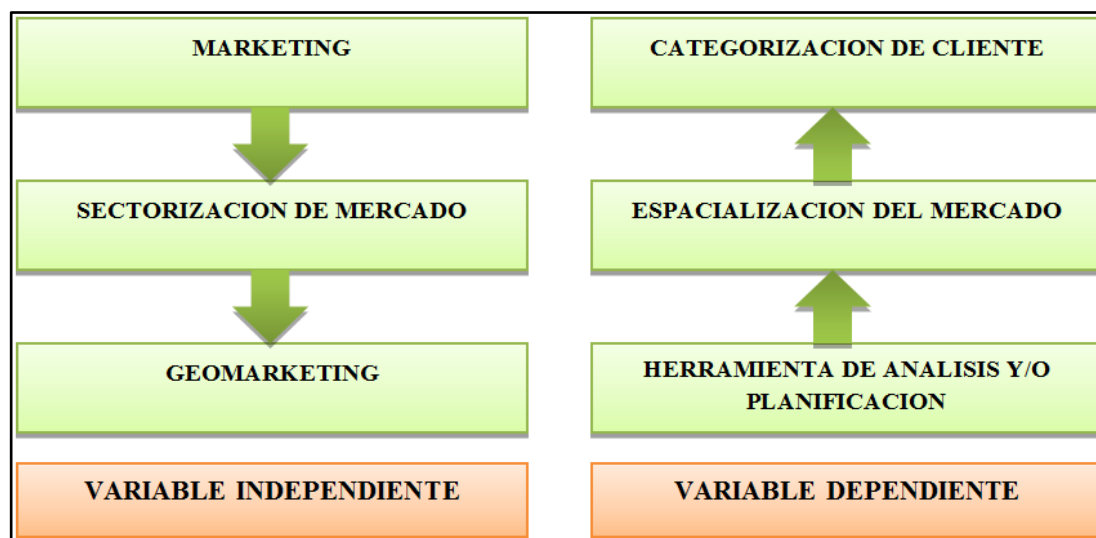 MARKETING
SECTORIZACION DE MERCADO
GEOMARKETING
VARIABLE INDEPENDIENTE
CATEGORIZACION DE CLIENTE
ESPACIALIZACION DEL MERCADO
HERRAMIENTA DE ANALISIS Y/O
PLANIFICACION
VARIABLE DEPENDIENTE